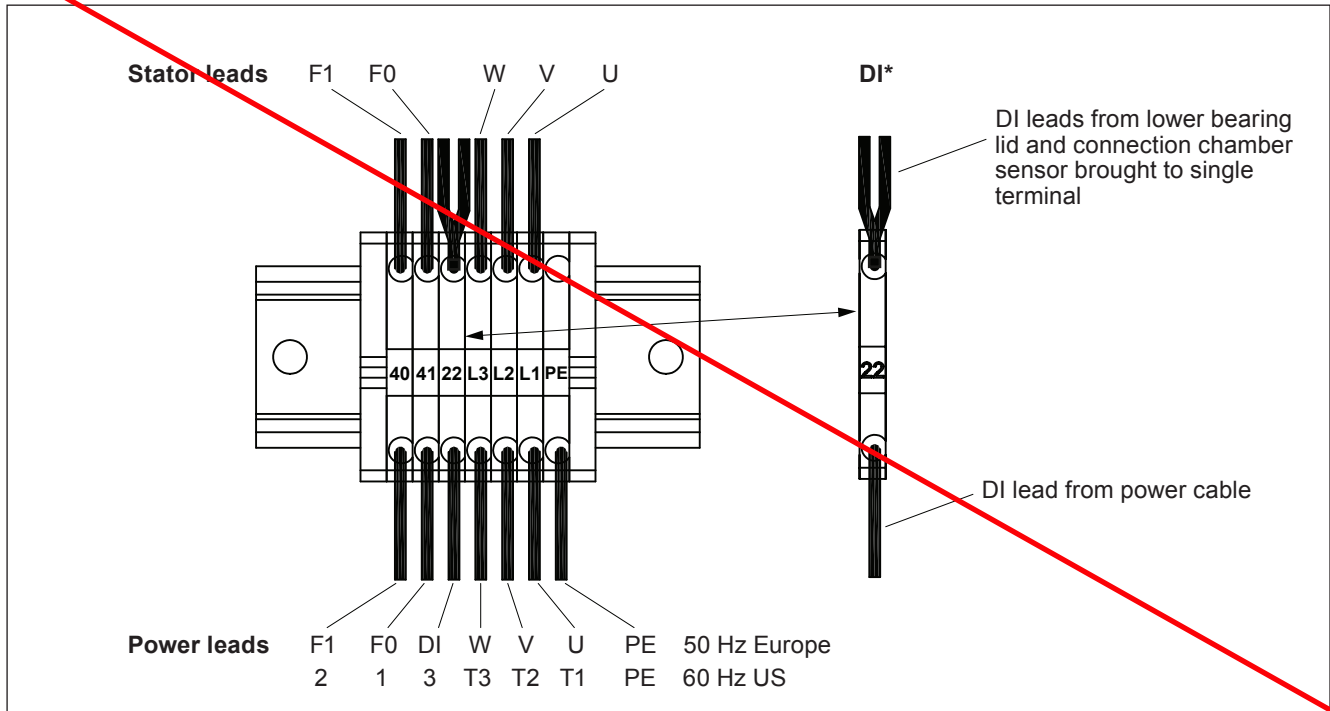 Stator leads F1 F0 W V U DI*
DI leads from lower bearing
lid and connection chamber
sensor brought to single
terminal
40 41 22 L3 L2 L1 PE 22
DI lead from power cable
Power leads F1 F0 DI W V U PE 50 Hz Europe
2 1 3 T3 T2 T1 PE 60 Hz US